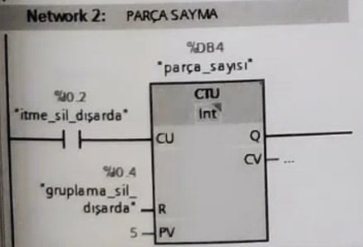 Network 2: PARÇA SAYMA
%DB4
"parça_sayısı"
CTU
Int
%I0.2
"itme_sil_dışarda"
CU
Q
CV
...
%I0.4
"gruplama_sil_
dışarda"
R
5
PV